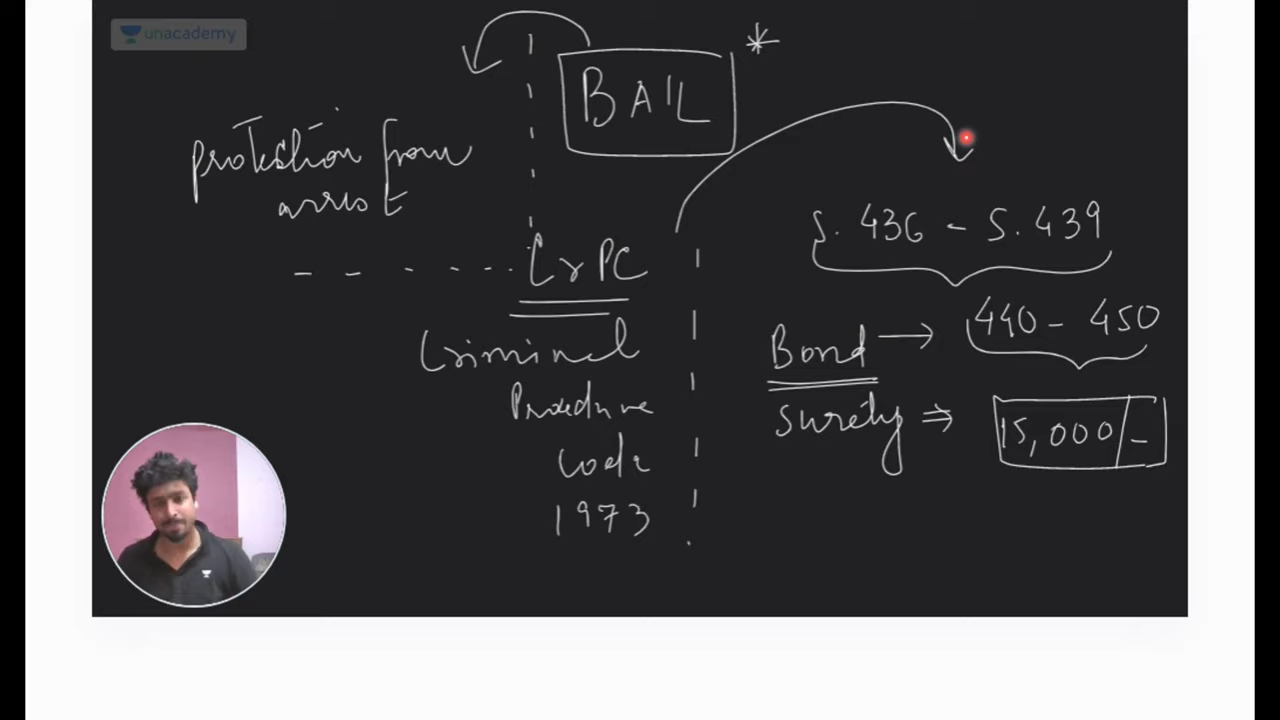 unacademy
BAIL *
protection from
arrest
S. 436 - S. 439
CrPC
440 - 450
Bond →
Criminal
Procedure
Surety ⇒ 15,000/-
Code
1973